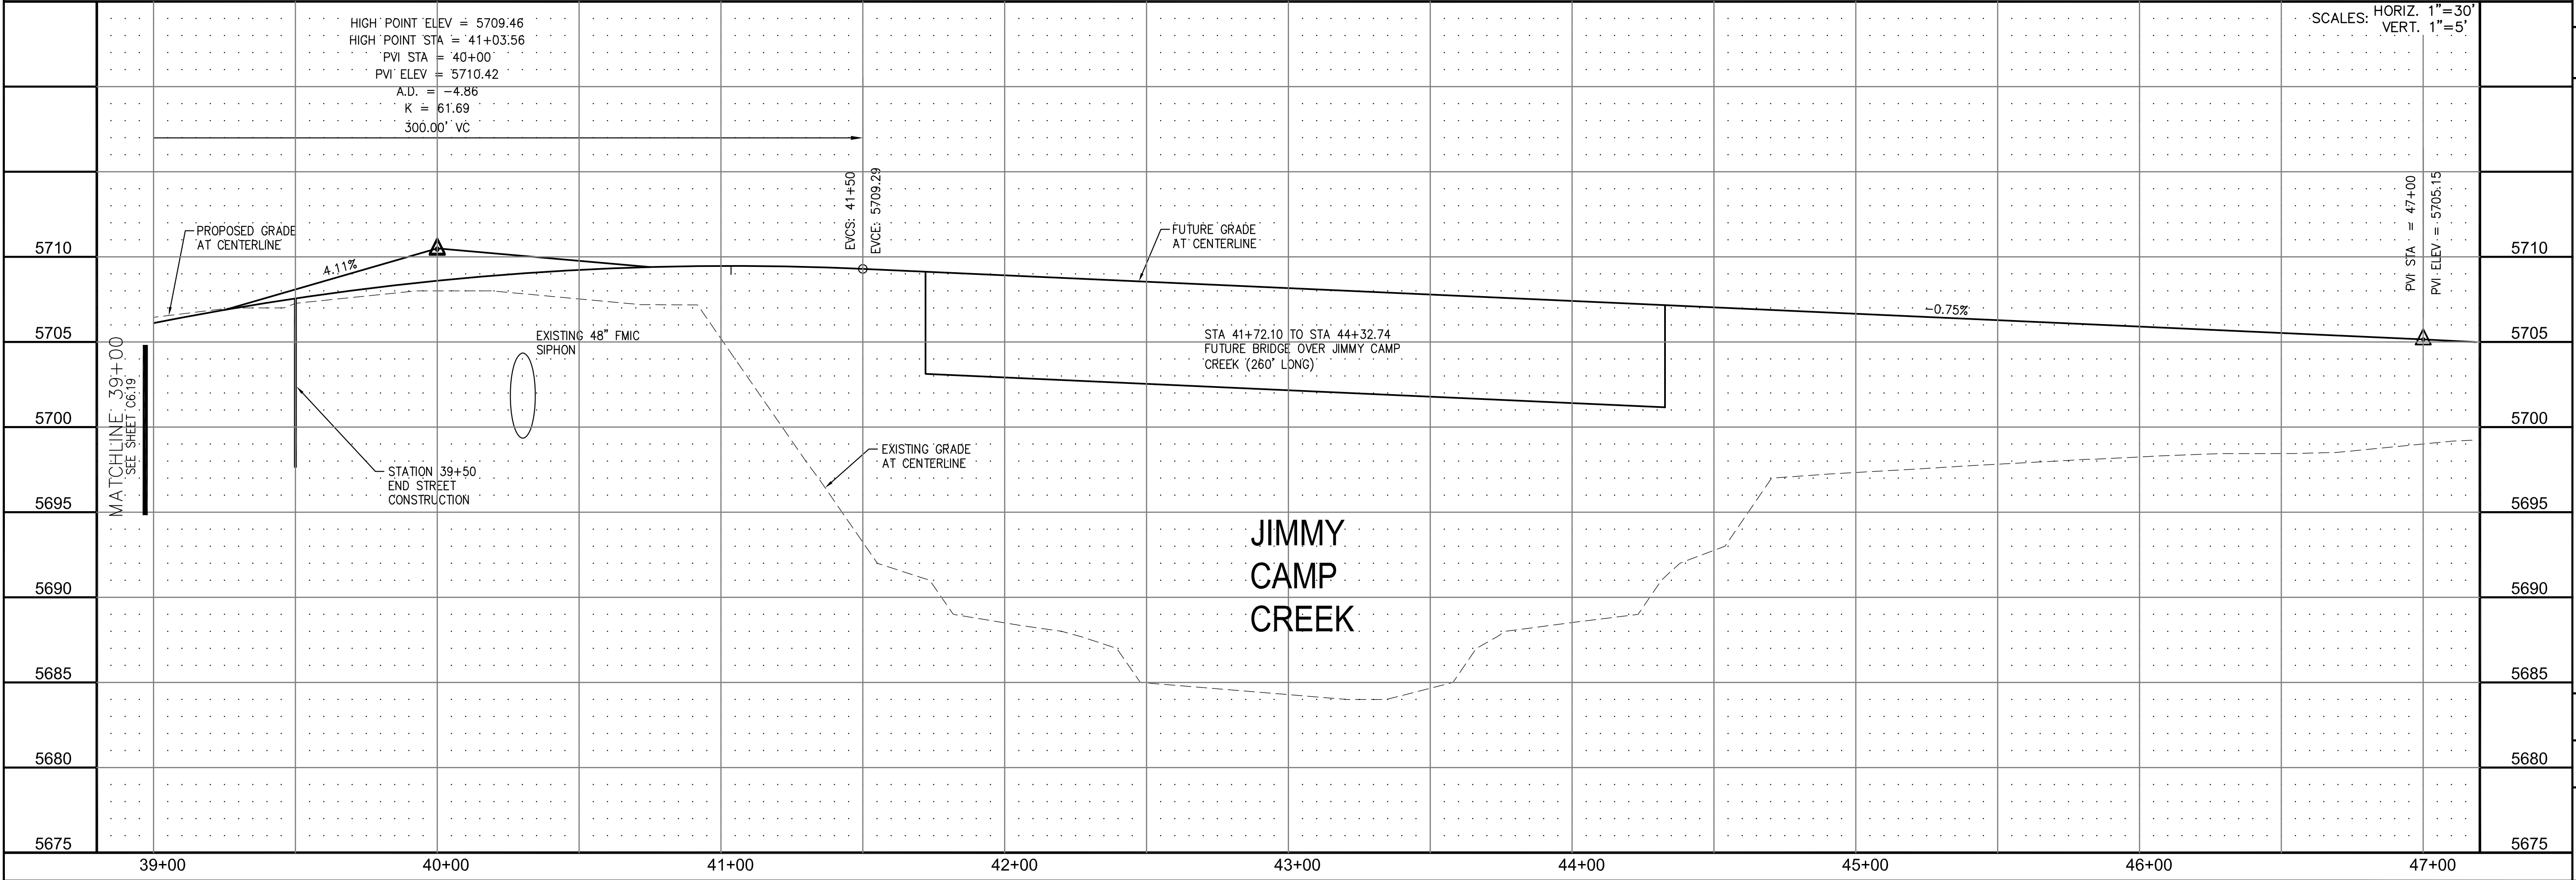 HIGH POINT ELEV = 5709.46
HIGH POINT STA = 41+03.56
PVI STA = 40+00
PVI ELEV = 5710.42
A.D. = -4.86
K = 61.69
300.00' VC
SCALES: HORIZ. 1"=30'
VERT. 1"=5'
EVCS: 41+50
EVCE: 5709.29
PVI STA = 47+00
PVI ELEV = 5705.15
PROPOSED GRADE
AT CENTERLINE
4.11%
FUTURE GRADE
AT CENTERLINE
-0.75%
EXISTING 48" FMIC
SIPHON
STA 41+72.10 TO STA 44+32.74
FUTURE BRIDGE OVER JIMMY CAMP
CREEK (260' LONG)
MATCHLINE 39+00
SEE SHEET C6.19
STATION 39+50
END STREET
CONSTRUCTION
EXISTING GRADE
AT CENTERLINE
JIMMY
CAMP
CREEK
5710
5705
5700
5695
5690
5685
5680
5675
5710
5705
5700
5695
5690
5685
5680
5675
39+00
40+00
41+00
42+00
43+00
44+00
45+00
46+00
47+00